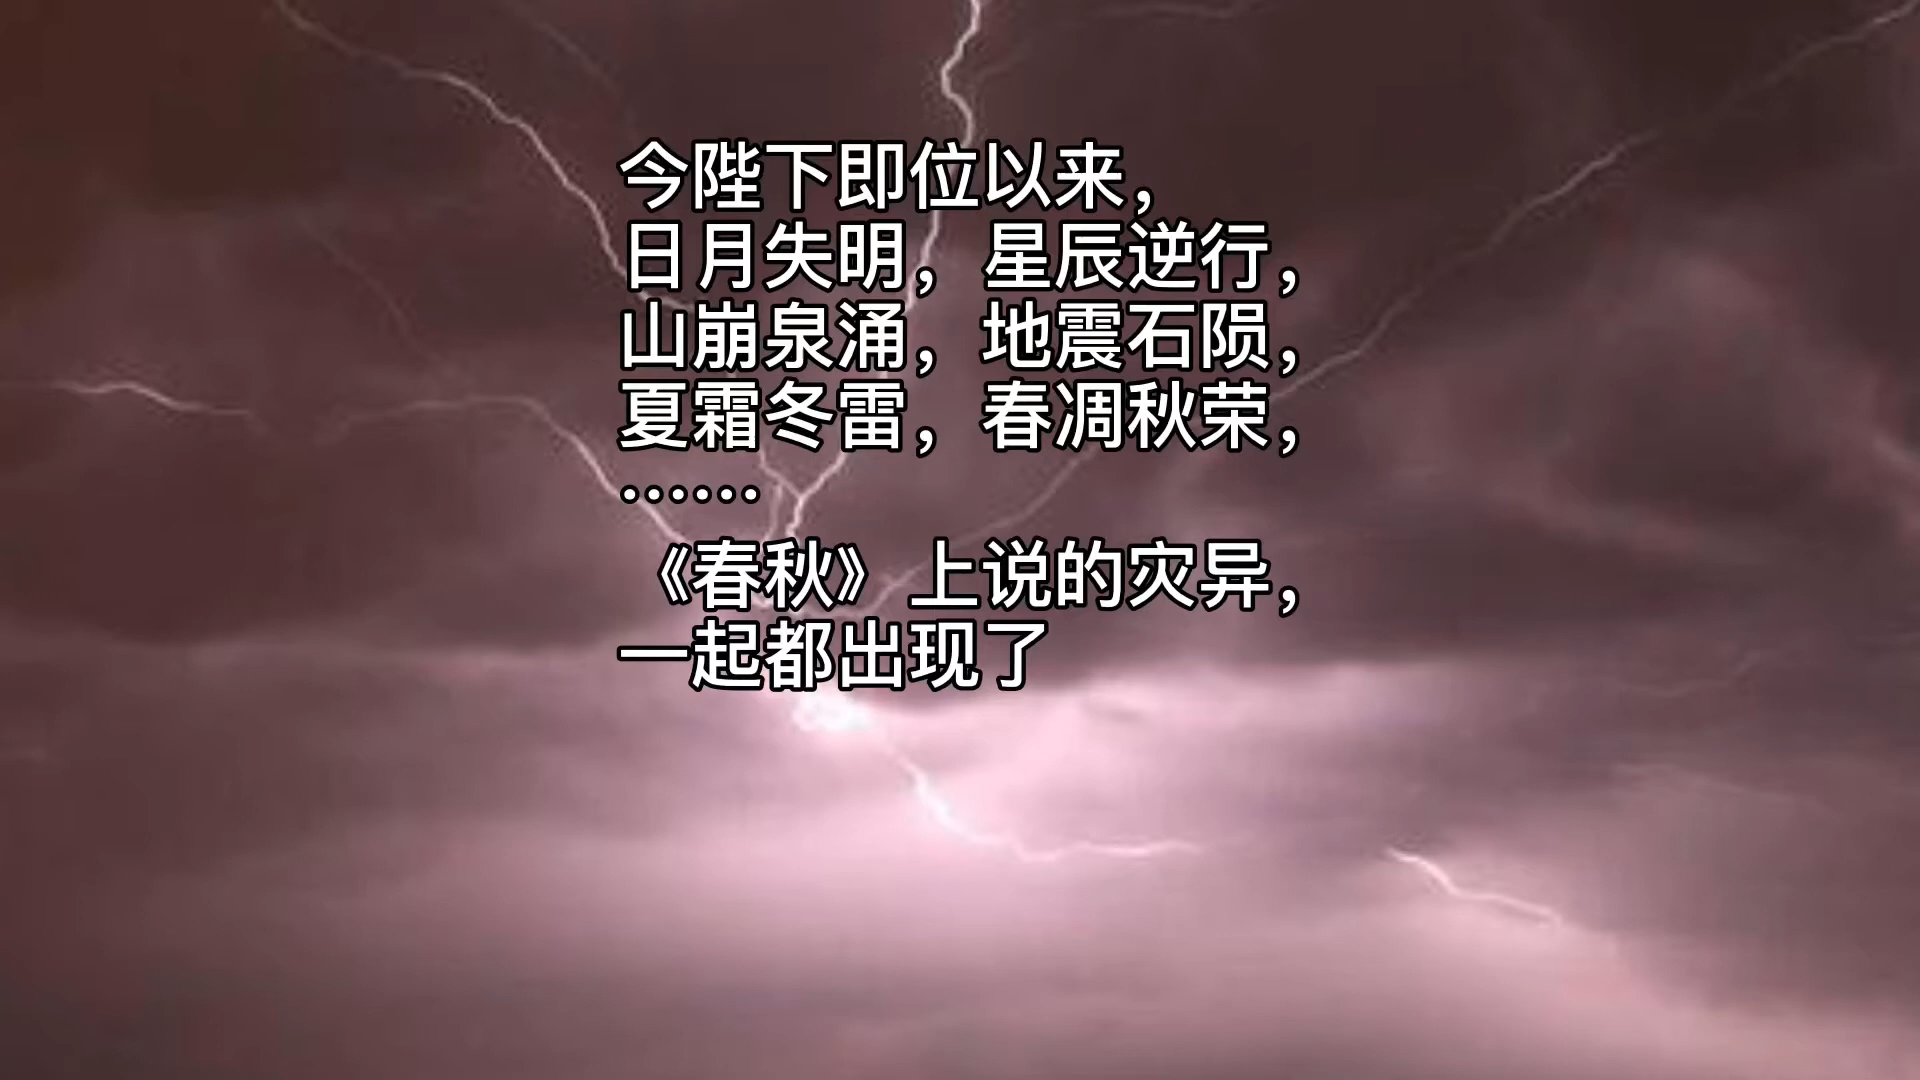 今陛下即位以来，
日月失明，星辰逆行，
山崩泉涌，地震石陨，
夏霜冬雷，春凋秋荣，
……
《春秋》上说的灾异，
一起都出现了